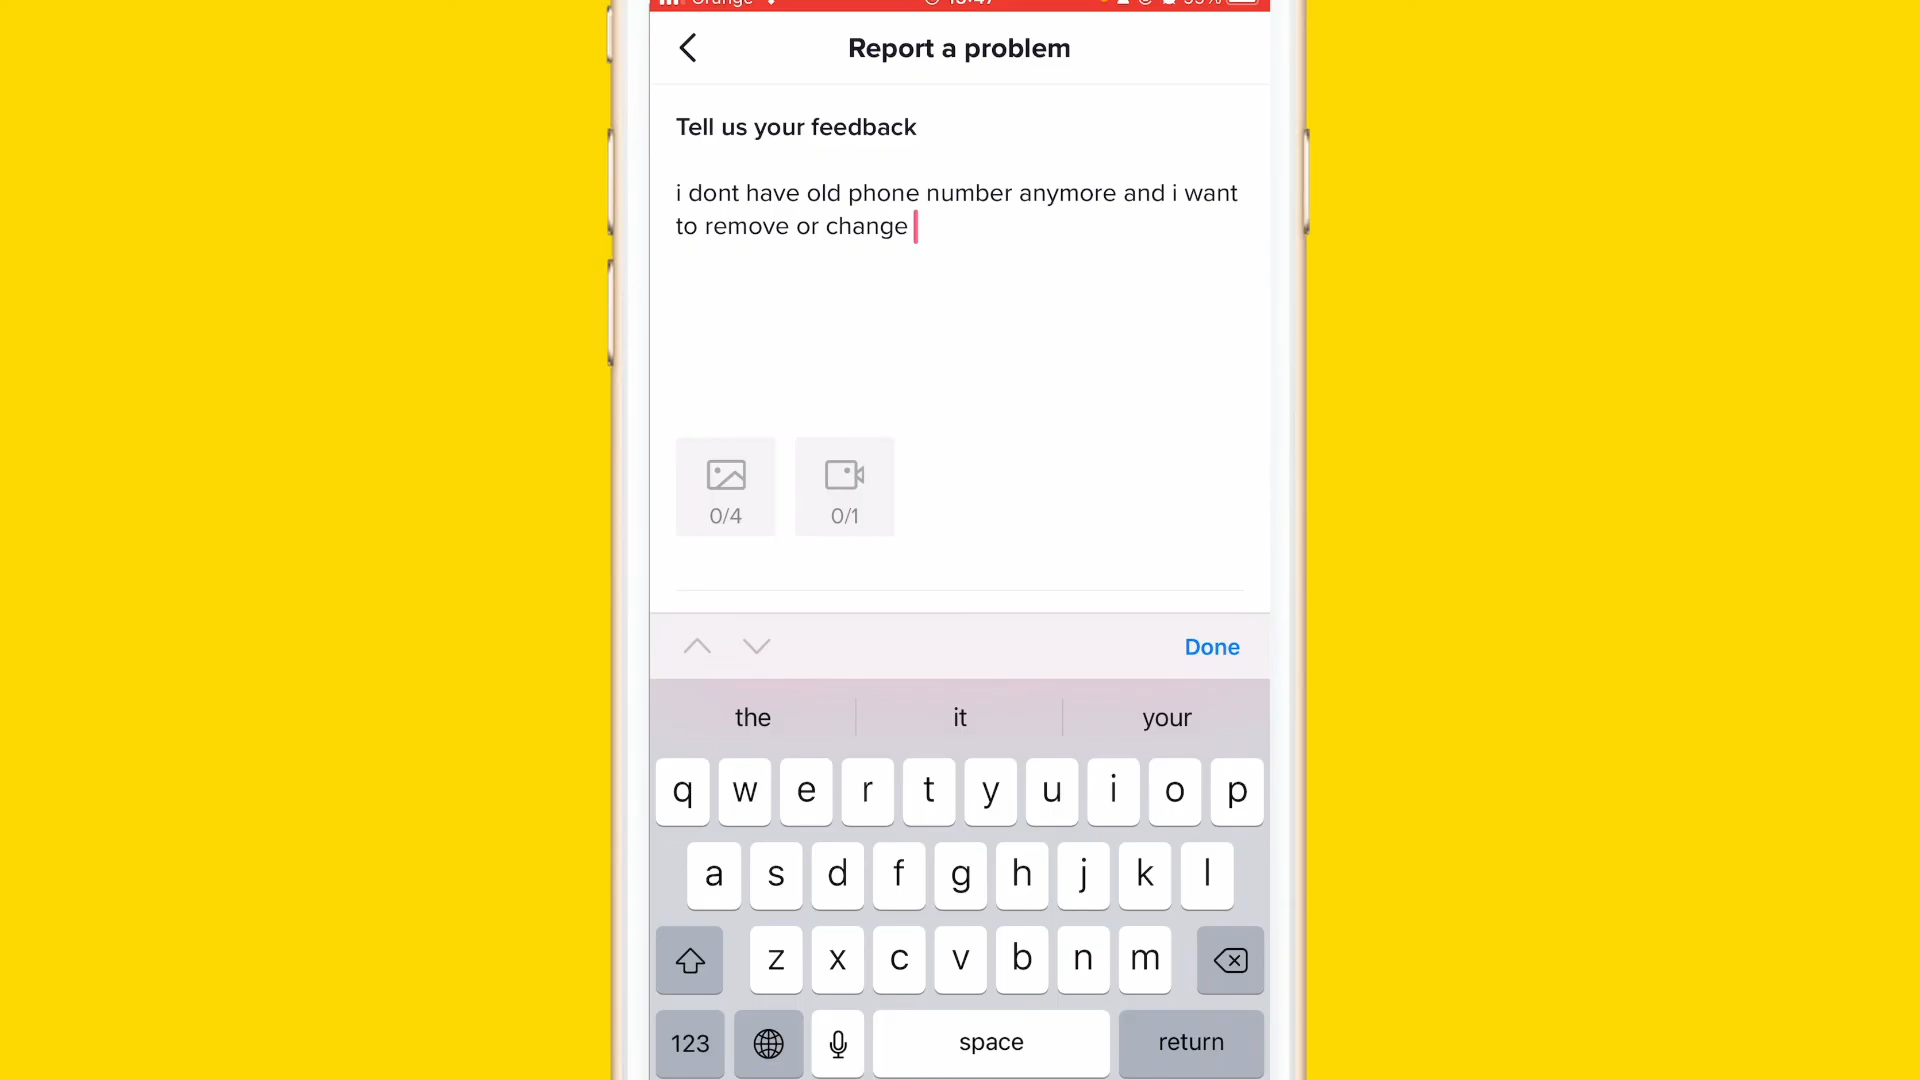 Report a problem
Tell us your feedback
i dont have old phone number anymore and i want
to remove or change
0/4 0/1
Done
the it your
q w e r t y u i o p
a s d f g h j k l
z x c v b n m
123 space return